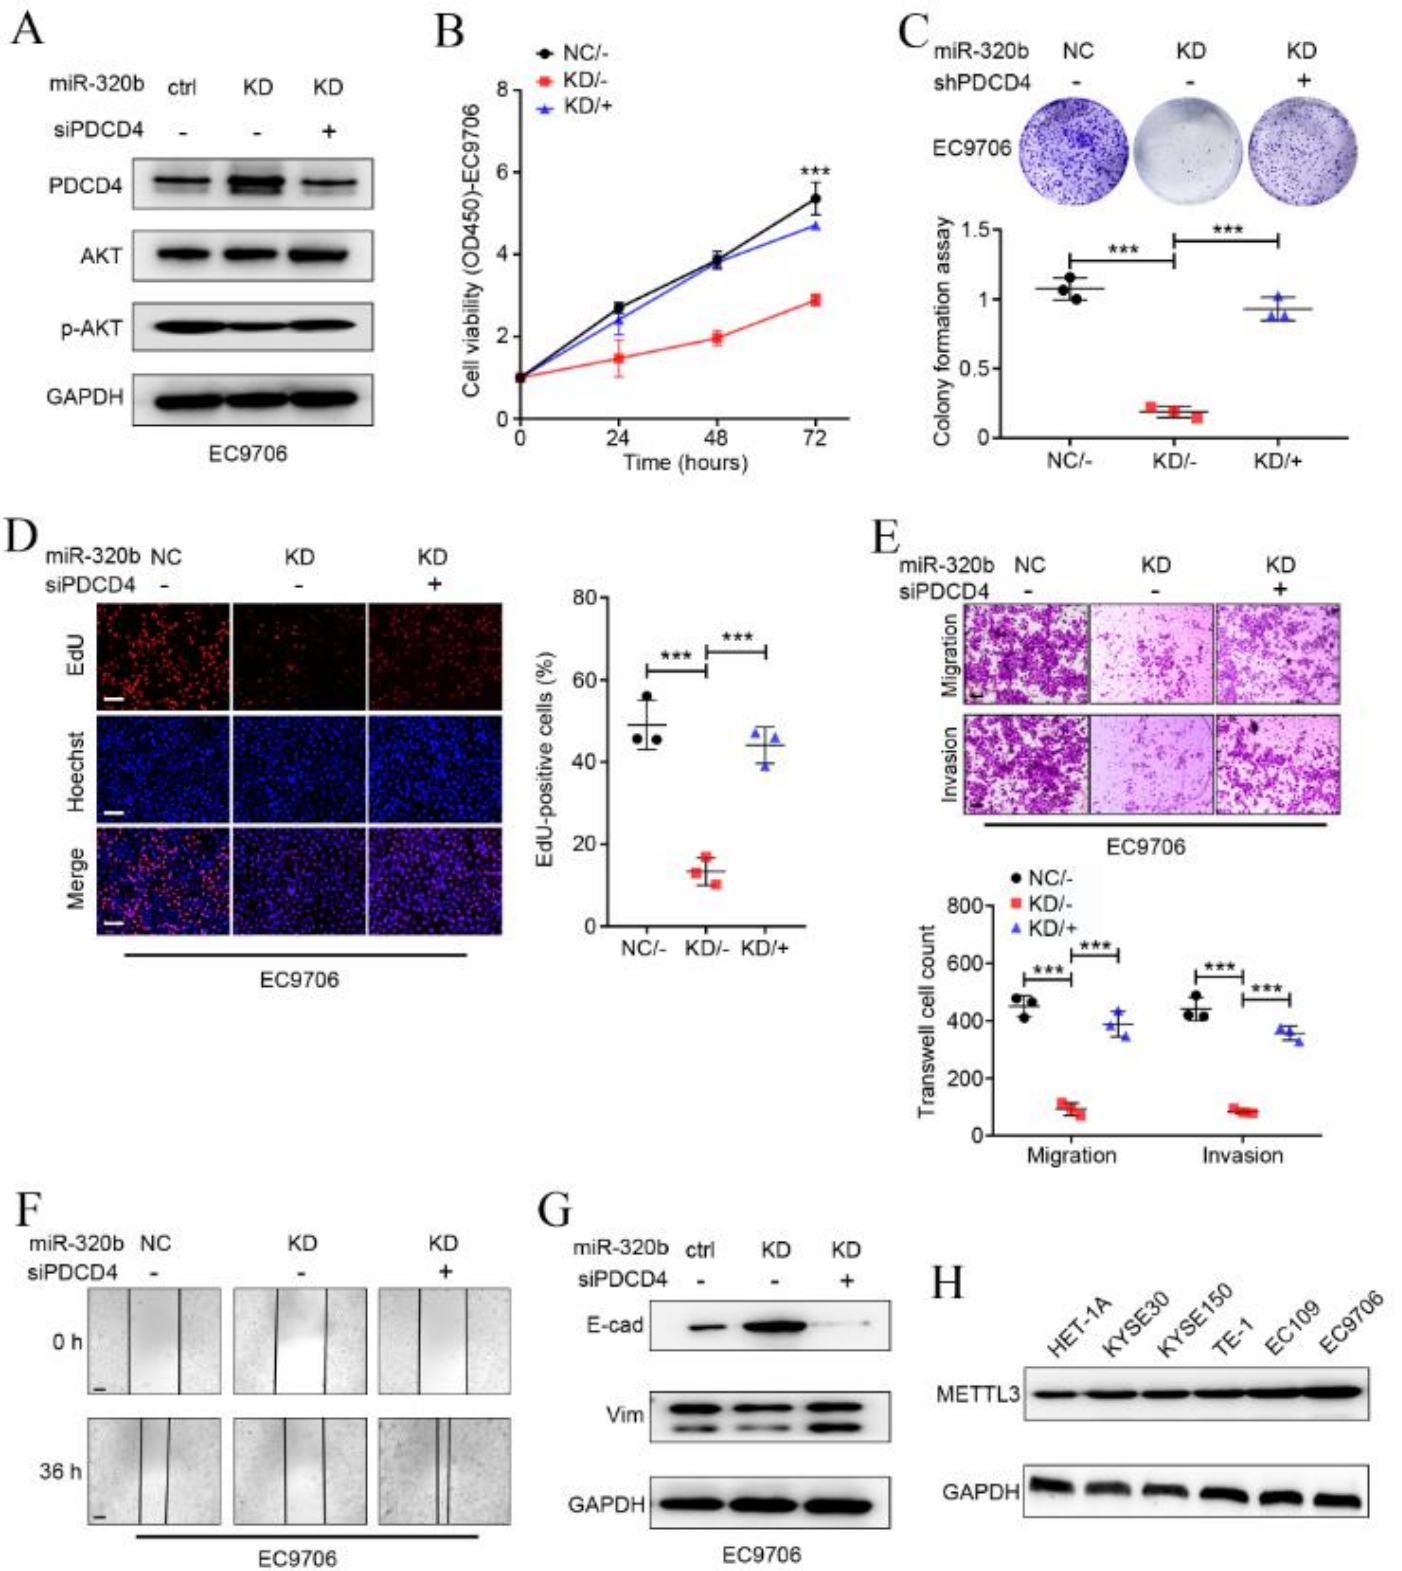 A
miR-320b ctrl KD KD
siPDCD4 - - +
PDCD4
AKT
p-AKT
GAPDH
EC9706
B
NC/-
KD/-
KD/+
Cell viability (OD450)-EC9706
8
6
4
2
0
***
0 24 48 72
Time (hours)
C
miR-320b NC KD KD
shPDCD4 - - +
EC9706
Colony formation assay
1.5
1
0.5
0
*** ***
NC/- KD/- KD/+
D
miR-320b NC KD KD
siPDCD4 - - +
EdU
Hoechst
Merge
EC9706
EdU-positive cells (%)
80
60
40
20
0
*** ***
NC/- KD/- KD/+
E
miR-320b NC KD KD
siPDCD4 - - +
Migration
Invasion
EC9706
NC/-
KD/-
KD/+
Transwell cell count
800
600
400
200
0
*** *** *** ***
Migration Invasion
F
miR-320b NC KD KD
siPDCD4 - - +
0 h
36 h
EC9706
G
miR-320b ctrl KD KD
siPDCD4 - - +
E-cad
Vim
GAPDH
EC9706
H
HET-1A KYSE30 KYSE150 TE-1 EC109 EC9706
METTL3
GAPDH